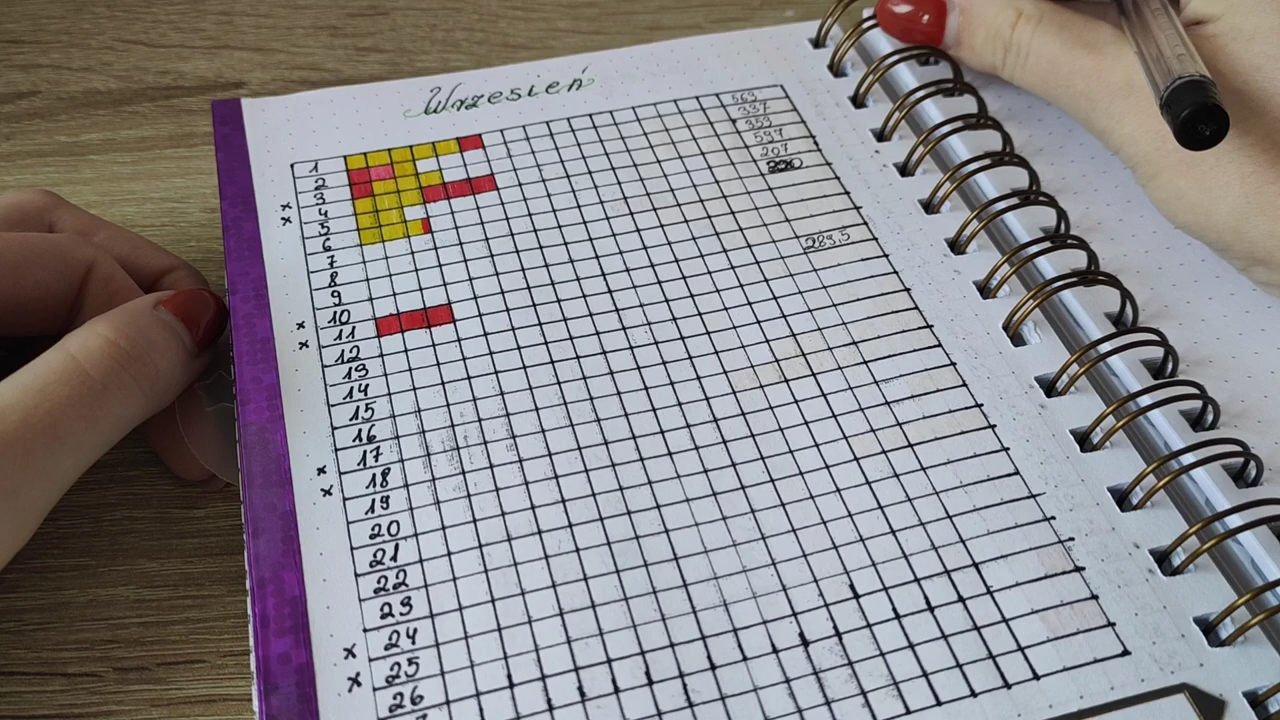 Wrzesień
1 563
2 337
3 353
x 4 597
x 5 207
6
7
8
9
10 283,5
x 11
x 12
13
14
15
16
17
x 18
x 19
20
21
22
23
24
x 25
x 26